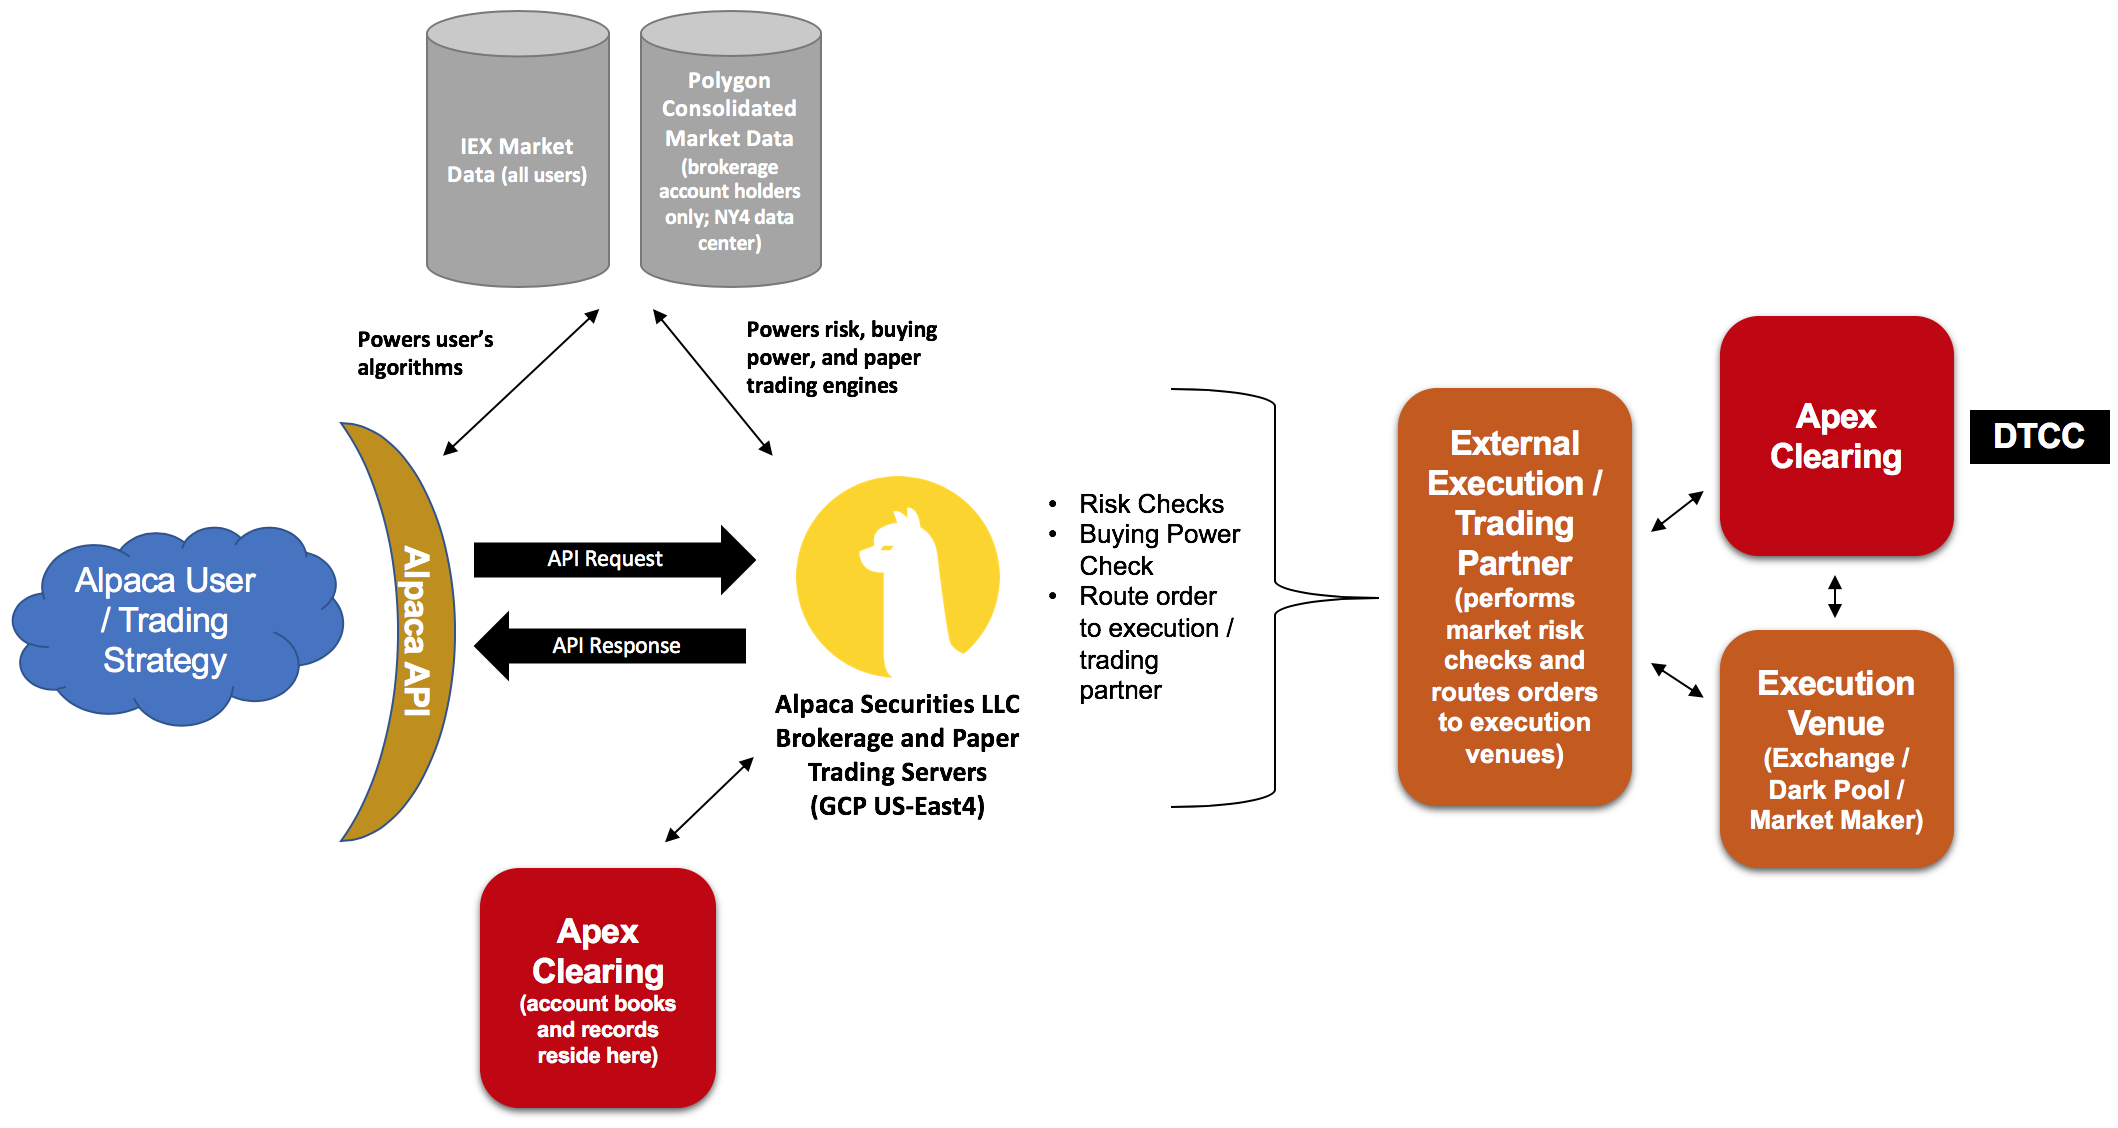 IEX Market
Data (all users)
Polygon
Consolidated
Market Data
(brokerage
account holders
only; NY4 data
center)
Powers user’s
algorithms
Powers risk, buying
power, and paper
trading engines
Alpaca User
/ Trading
Strategy
Alpaca API
API Request
API Response
Alpaca Securities LLC
Brokerage and Paper
Trading Servers
(GCP US-East4)
• Risk Checks
• Buying Power
Check
• Route order
to execution /
trading
partner
Apex
Clearing
(account books
and records
reside here)
External
Execution /
Trading
Partner
(performs
market risk
checks and
routes orders
to execution
venues)
Apex
Clearing
DTCC
Execution
Venue
(Exchange /
Dark Pool /
Market Maker)